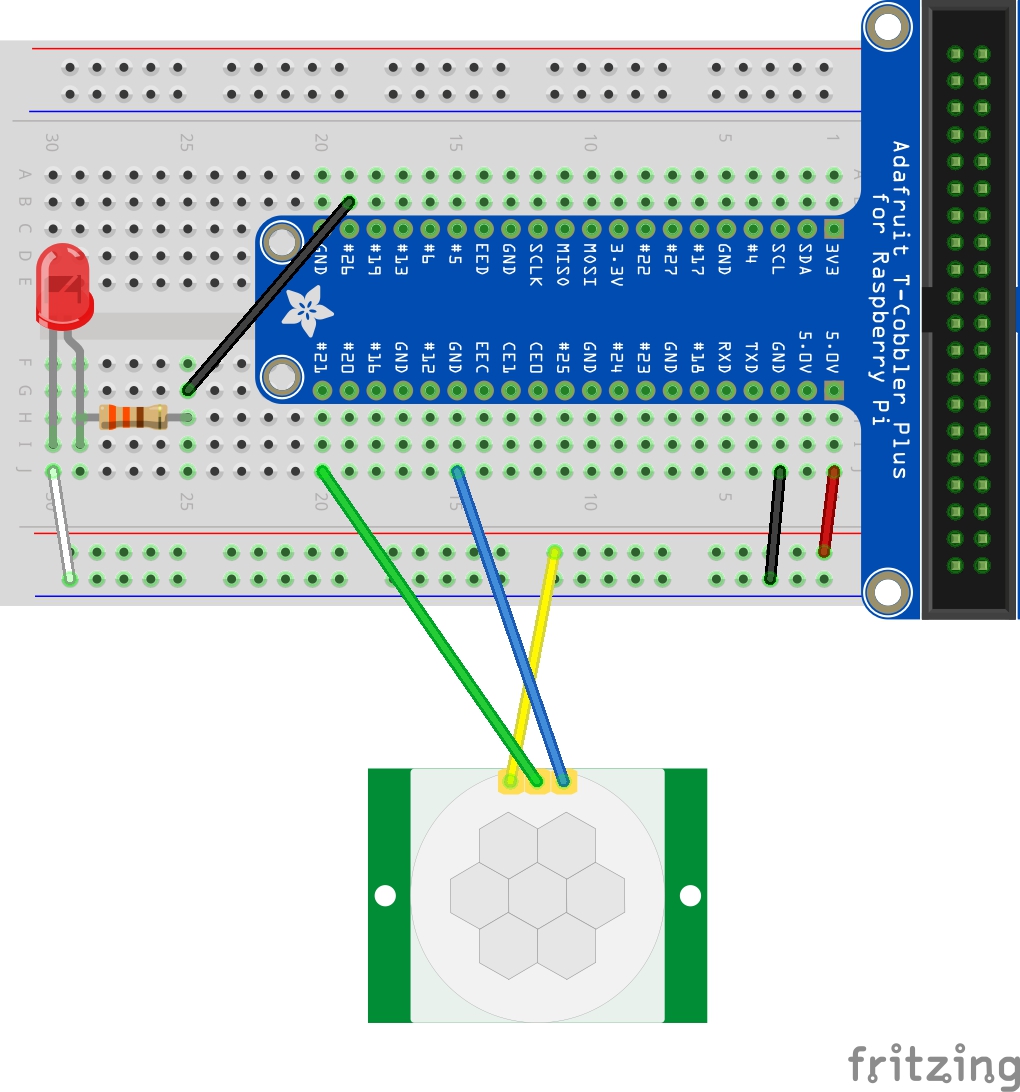 30 25 20 15 10 5 1
A
B
C
D
E
F
G
H
I
J
GND #26 #19 #13 #6 #5 EED GND SCLK MISO MOSI 3.3V #22 #27 #17 GND #4 SCL SDA 3V3
#21 #20 #16 GND #12 GND EEC CE1 CE0 #25 GND #24 #23 GND #18 RXD TXD GND 5.0V 5.0V
Adafruit T-Cobbler Plus
for Raspberry Pi
30 25 20 10 5
fritzing